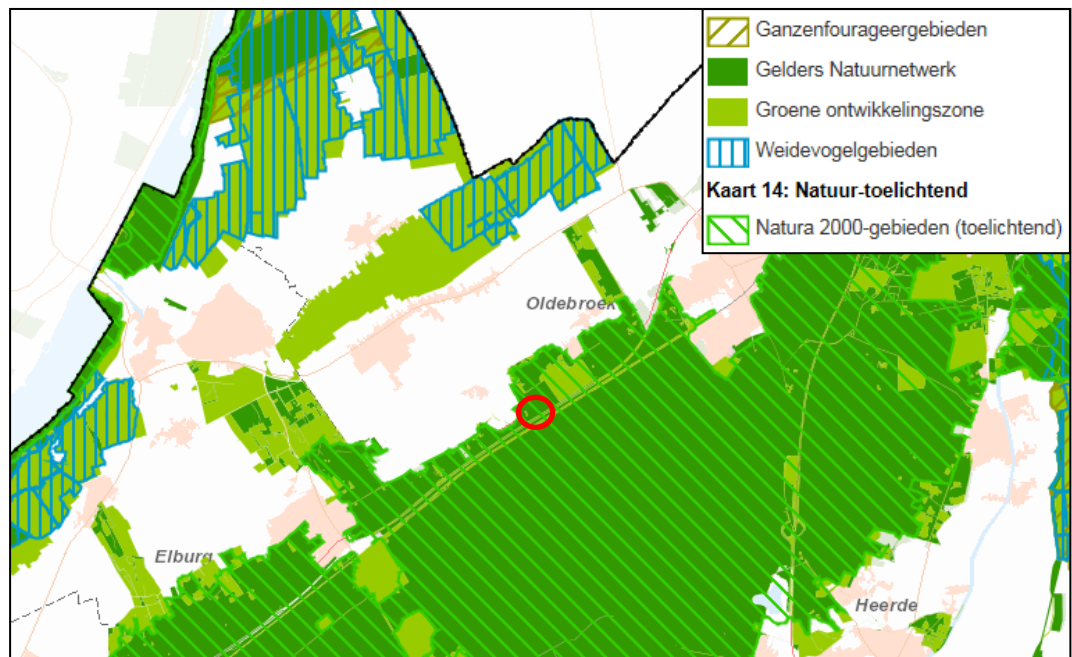 Ganzenfourageergebieden
Gelders Natuurnetwerk
Groene ontwikkelingszone
Weidevogelgebieden
Kaart 14: Natuur-toelichtend
Natura 2000-gebieden (toelichtend)
Oldebroek
Elburg
Heerde